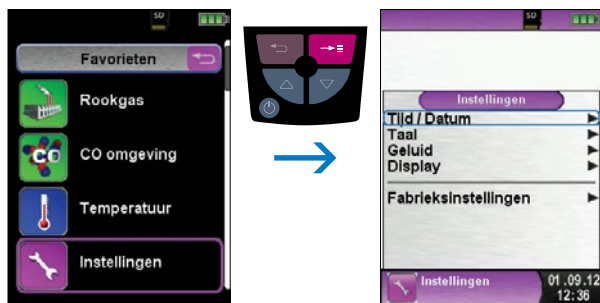 SD
Favorieten
Rookgas
CO
CO omgeving
Temperatuur
Instellingen
SD
Instellingen
Tijd / Datum
Taal
Geluid
Display
Fabrieksinstellingen
Instellingen
01.09.12
12:36